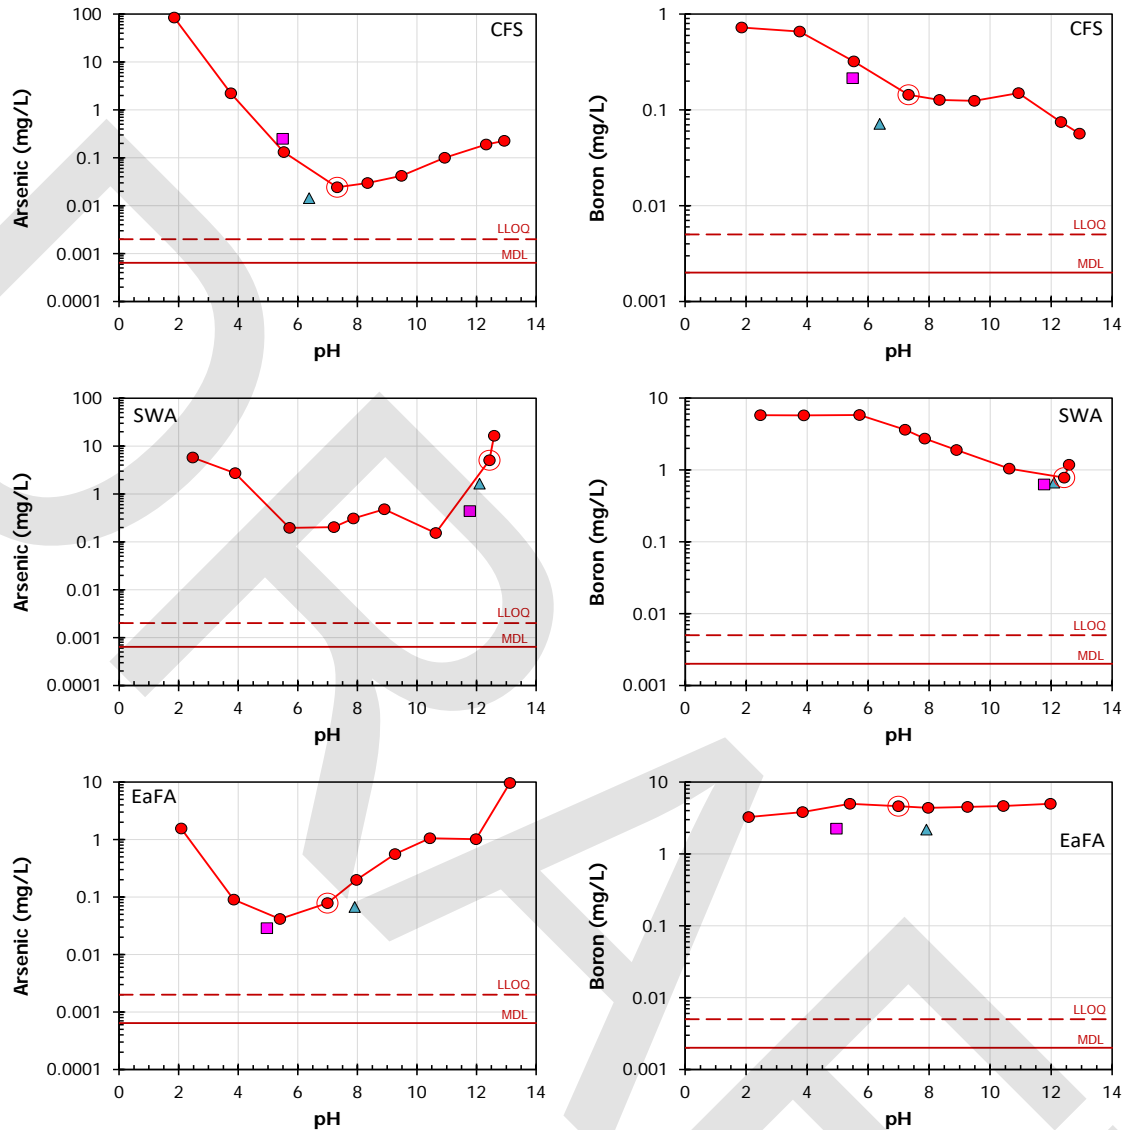 CFS
Arsenic (mg/L)
100
10
1
0.1
0.01
0.001
0.0001
LLOQ
MDL
0 2 4 6 8 10 12 14
pH
CFS
Boron (mg/L)
1
0.1
0.01
0.001
LLOQ
MDL
0 2 4 6 8 10 12 14
pH
SWA
Arsenic (mg/L)
100
10
1
0.1
0.01
0.001
0.0001
LLOQ
MDL
0 2 4 6 8 10 12 14
pH
SWA
Boron (mg/L)
10
1
0.1
0.01
0.001
LLOQ
MDL
0 2 4 6 8 10 12 14
pH
EaFA
Arsenic (mg/L)
10
1
0.1
0.01
0.001
0.0001
LLOQ
MDL
0 2 4 6 8 10 12 14
pH
EaFA
Boron (mg/L)
10
1
0.1
0.01
0.001
LLOQ
MDL
0 2 4 6 8 10 12 14
pH